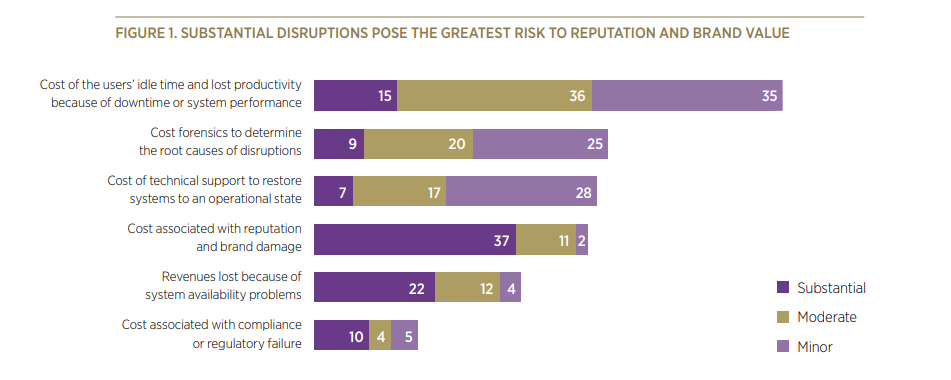 FIGURE 1. SUBSTANTIAL DISRUPTIONS POSE THE GREATEST RISK TO REPUTATION AND BRAND VALUE
Cost of the users’ idle time and lost productivity
because of downtime or system performance
15 36 35
Cost forensics to determine
the root causes of disruptions
9 20 25
Cost of technical support to restore
systems to an operational state
7 17 28
Cost associated with reputation
and brand damage
37 11 2
Revenues lost because of
system availability problems
22 12 4
Cost associated with compliance
or regulatory failure
10 4 5
Substantial
Moderate
Minor